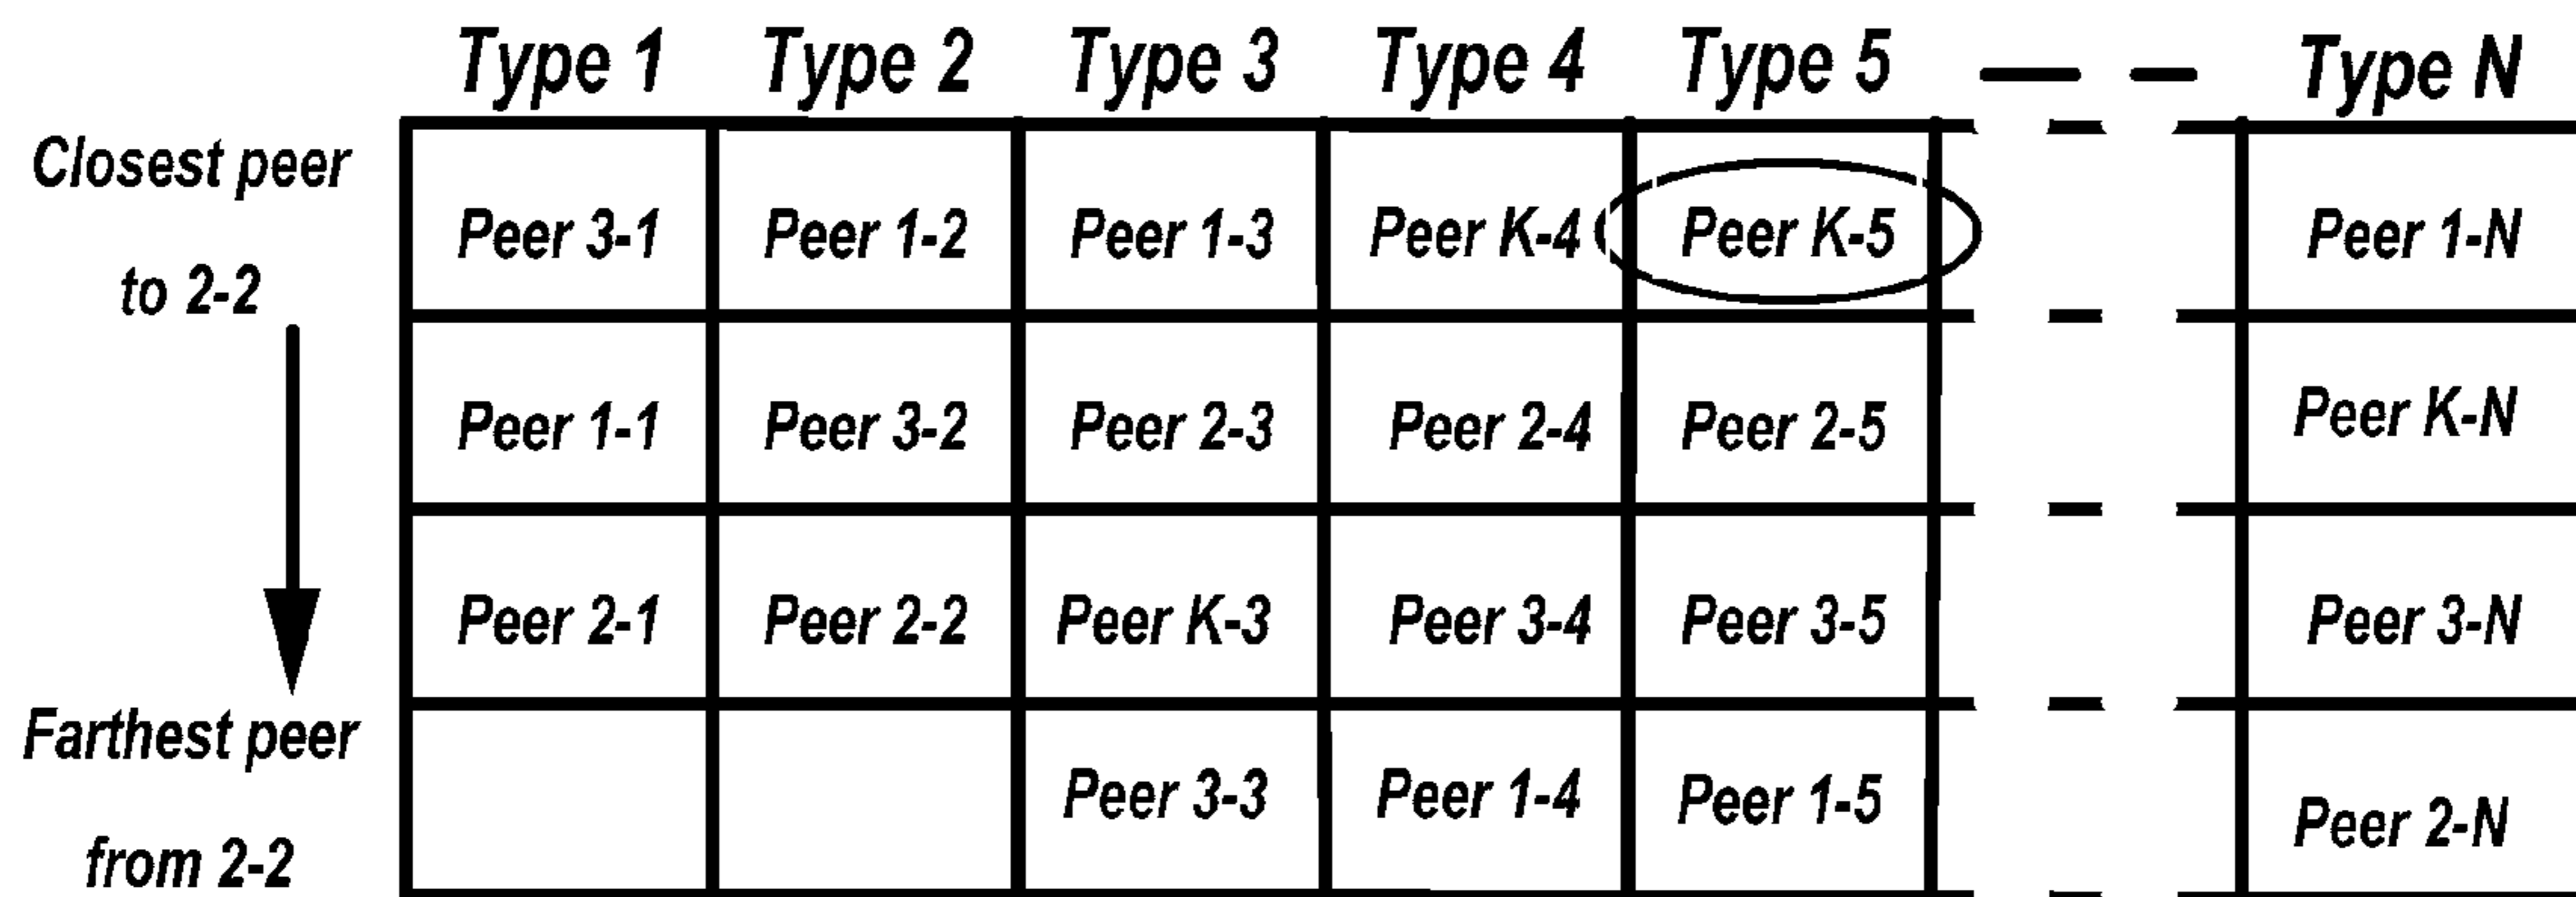 Type 1 Type 2 Type 3 Type 4 Type 5 Type N
Closest peer
to 2-2
Peer 3-1 Peer 1-2 Peer 1-3 Peer K-4 Peer K-5 Peer 1-N
Peer 1-1 Peer 3-2 Peer 2-3 Peer 2-4 Peer 2-5 Peer K-N
Peer 2-1 Peer 2-2 Peer K-3 Peer 3-4 Peer 3-5 Peer 3-N
Farthest peer
from 2-2
Peer 3-3 Peer 1-4 Peer 1-5 Peer 2-N